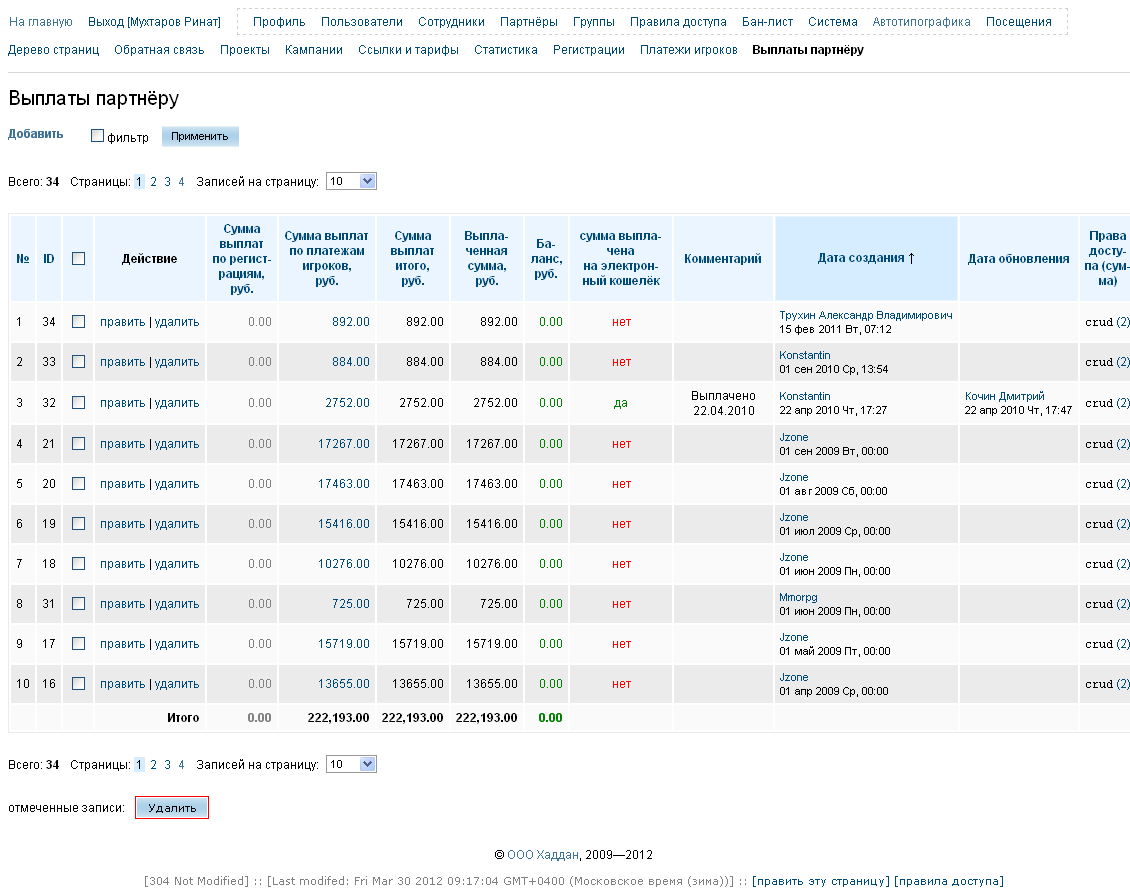 На главную Выход [Мухтаров Ринат] Профиль Пользователи Сотрудники Партнёры Группы Правила доступа Бан-лист Система Автотипографика Посещения
Дерево страниц Обратная связь Проекты Кампании Ссылки и тарифы Статистика Регистрации Платежи игроков Выплаты партнёру
Выплаты партнёру
Добавить фильтр Применить
Всего: 34 Страницы: 1 2 3 4 Записей на страницу: 10
№ ID Действие Сумма выплат по регист-рациям, руб. Сумма выплат по платежам игроков, руб. Сумма выплат итого, руб. Выпла-ченная сумма, руб. Ба-ланс, руб. сумма выпла-чена на электрон-ный кошелёк Комментарий Дата создания ↑ Дата обновления Права досту-па (сум-ма)
1 34 править | удалить 0.00 892.00 892.00 892.00 0.00 нет Трухин Александр Владимирович 15 фев 2011 Вт, 07:12 crud (2)
2 33 править | удалить 0.00 884.00 884.00 884.00 0.00 нет Konstantin 01 сен 2010 Ср, 13:54 crud (2)
3 32 править | удалить 0.00 2752.00 2752.00 2752.00 0.00 да Выплачено 22.04.2010 Konstantin 22 апр 2010 Чт, 17:27 Кочин Дмитрий 22 апр 2010 Чт, 17:47 crud (2)
4 21 править | удалить 0.00 17267.00 17267.00 17267.00 0.00 нет Jzone 01 сен 2009 Вт, 00:00 crud (2)
5 20 править | удалить 0.00 17463.00 17463.00 17463.00 0.00 нет Jzone 01 авг 2009 Сб, 00:00 crud (2)
6 19 править | удалить 0.00 15416.00 15416.00 15416.00 0.00 нет Jzone 01 июл 2009 Ср, 00:00 crud (2)
7 18 править | удалить 0.00 10276.00 10276.00 10276.00 0.00 нет Jzone 01 июн 2009 Пн, 00:00 crud (2)
8 31 править | удалить 0.00 725.00 725.00 725.00 0.00 нет Mmorpg 01 июн 2009 Пн, 00:00 crud (2)
9 17 править | удалить 0.00 15719.00 15719.00 15719.00 0.00 нет Jzone 01 май 2009 Пт, 00:00 crud (2)
10 16 править | удалить 0.00 13655.00 13655.00 13655.00 0.00 нет Jzone 01 апр 2009 Ср, 00:00 crud (2)
Итого 0.00 222,193.00 222,193.00 222,193.00 0.00
Всего: 34 Страницы: 1 2 3 4 Записей на страницу: 10
отмеченные записи: Удалить
© ООО Хаддан, 2009—2012
[304 Not Modified] :: [Last modifed: Fri Mar 30 2012 09:17:04 GMT+0400 (Московское время (зима))] :: [править эту страницу] [правила доступа]